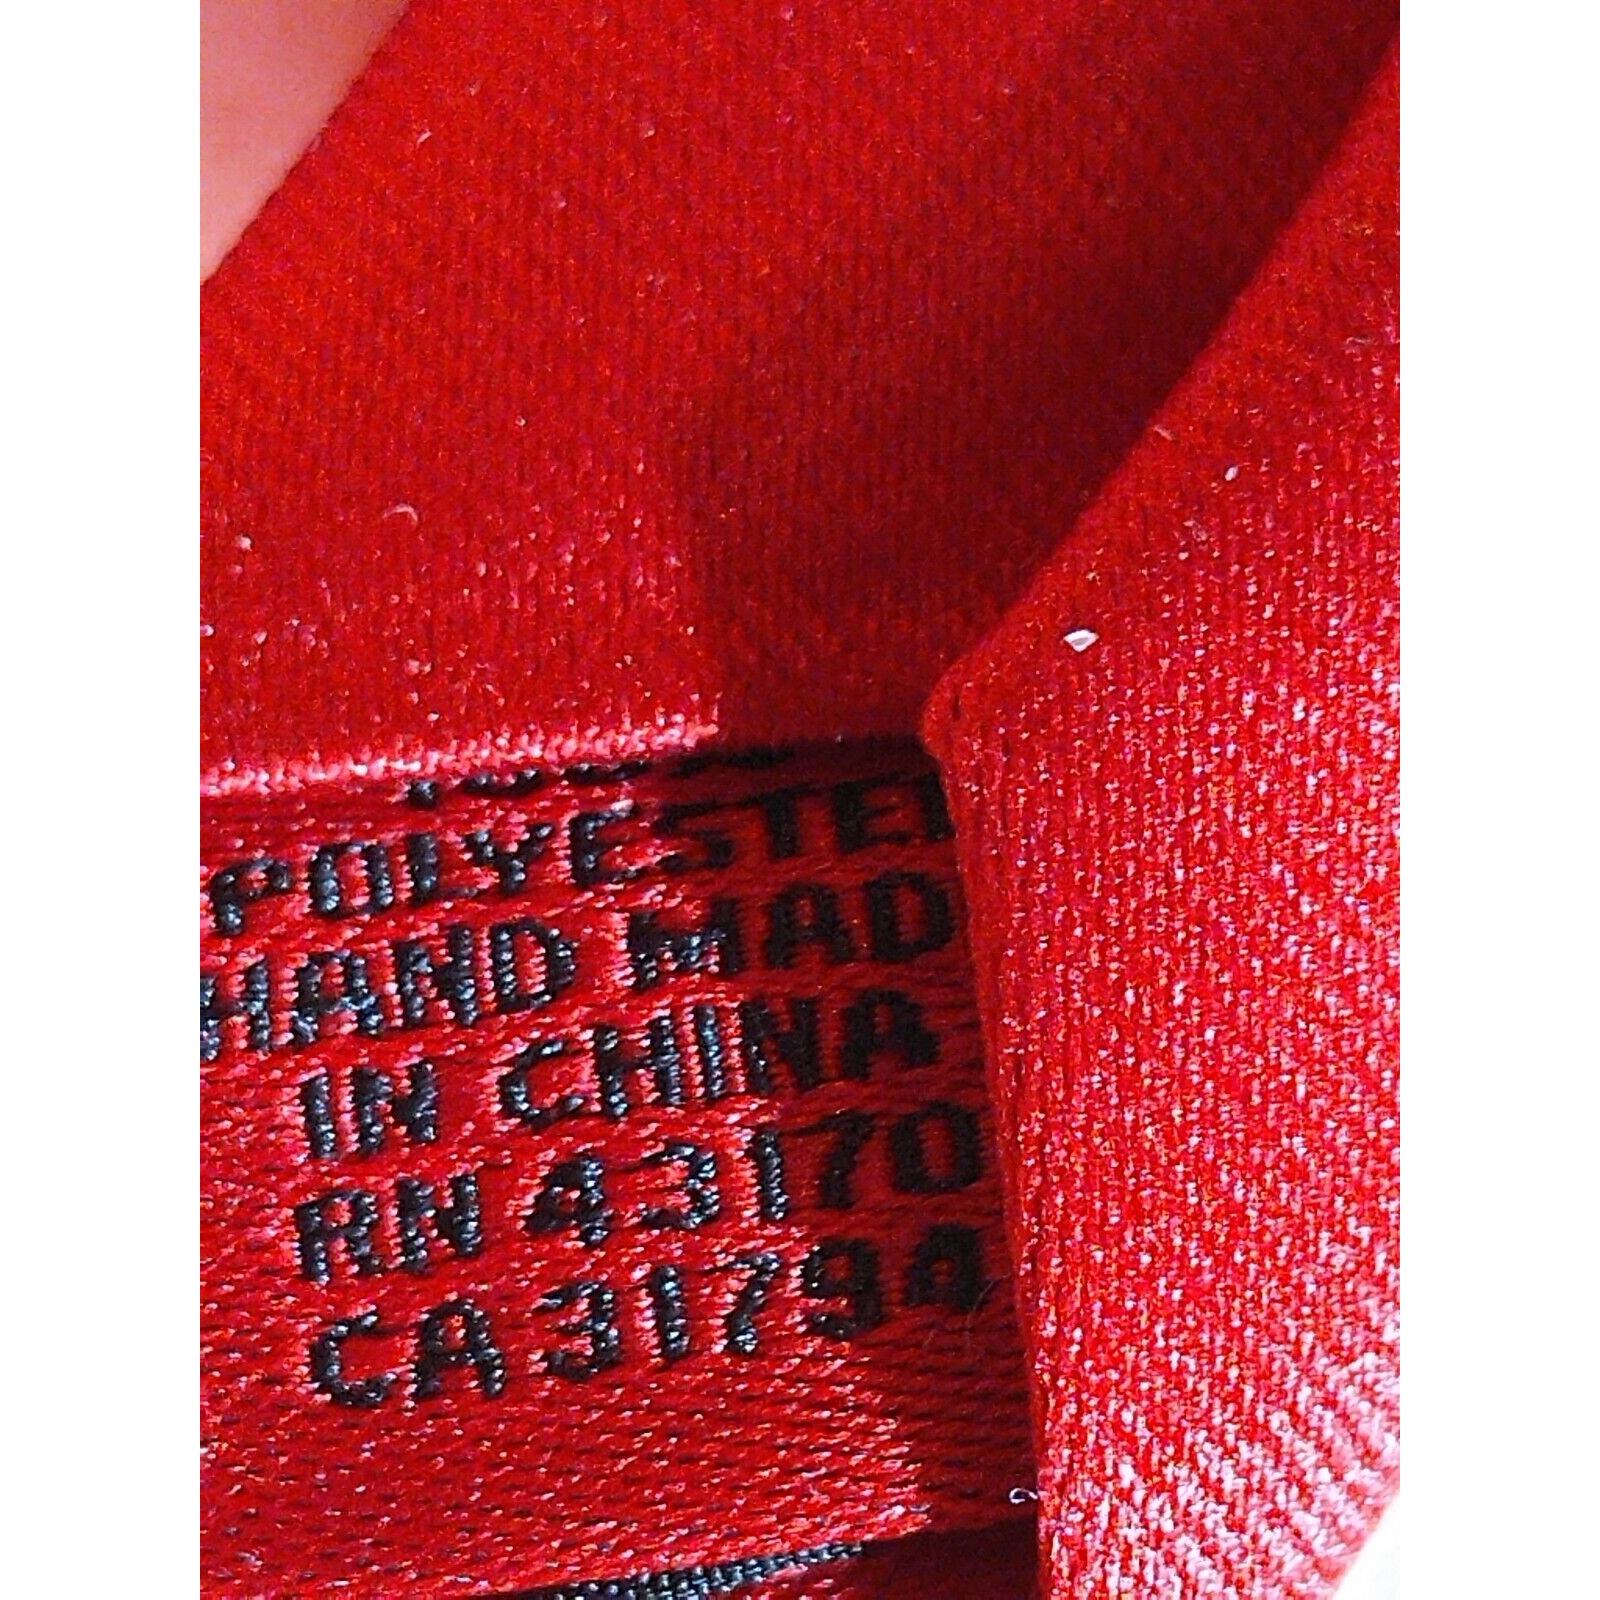 POLYESTE
HAND MAD
IN CHINA
RN 43170
CA 31794